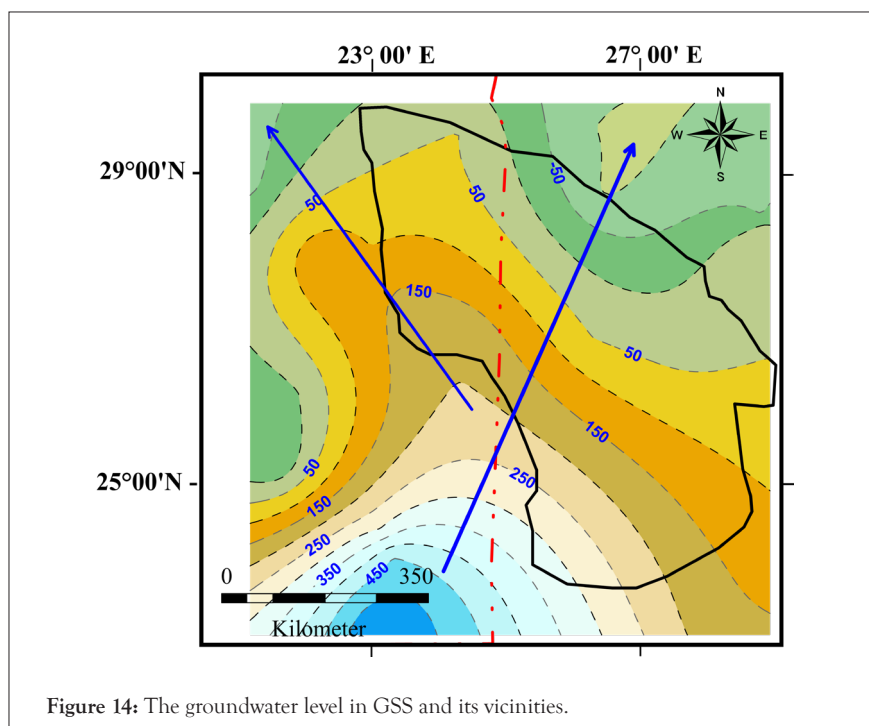 23° 00' E 27° 00' E
N
W E
S
29° 00'N
-50
50
50
150
50
150
50
25° 00'N
250
150
250
350 450
0 350
Kilometer
Figure 14: The groundwater level in GSS and its vicinities.